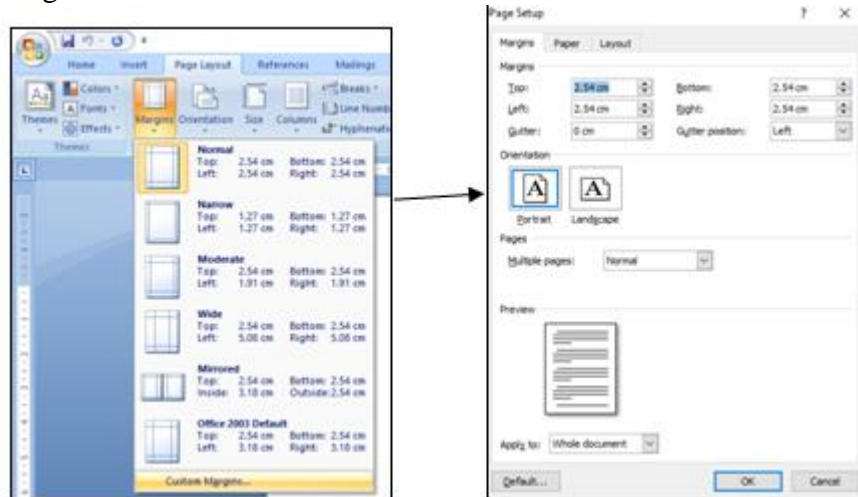 Home Insert Page Layout References Mailings
Themes
Colors
Fonts
Effects
Themes
Margins Orientation Size Columns
Breaks
Line Numb
Hyphenati
Normal
Top: 2.54 cm Bottom: 2.54 cm
Left: 2.54 cm Right: 2.54 cm
Narrow
Top: 1.27 cm Bottom: 1.27 cm
Left: 1.27 cm Right: 1.27 cm
Moderate
Top: 2.54 cm Bottom: 2.54 cm
Left: 1.91 cm Right: 1.91 cm
Wide
Top: 2.54 cm Bottom: 2.54 cm
Left: 5.08 cm Right: 5.08 cm
Mirrored
Top: 2.54 cm Bottom: 2.54 cm
Inside: 3.18 cm Outside: 2.54 cm
Office 2003 Default
Top: 2.54 cm Bottom: 2.54 cm
Left: 3.18 cm Right: 3.18 cm
Custom Margins...
Page Setup ? ×
Margins Paper Layout
Margins
Top: 2.54 cm Bottom: 2.54 cm
Left: 2.54 cm Right: 2.54 cm
Gutter: 0 cm Gutter position: Left
Orientation
A A
Portrait Landscape
Pages
Multiple pages: Normal
Preview
Apply to: Whole document
Default... OK Cancel